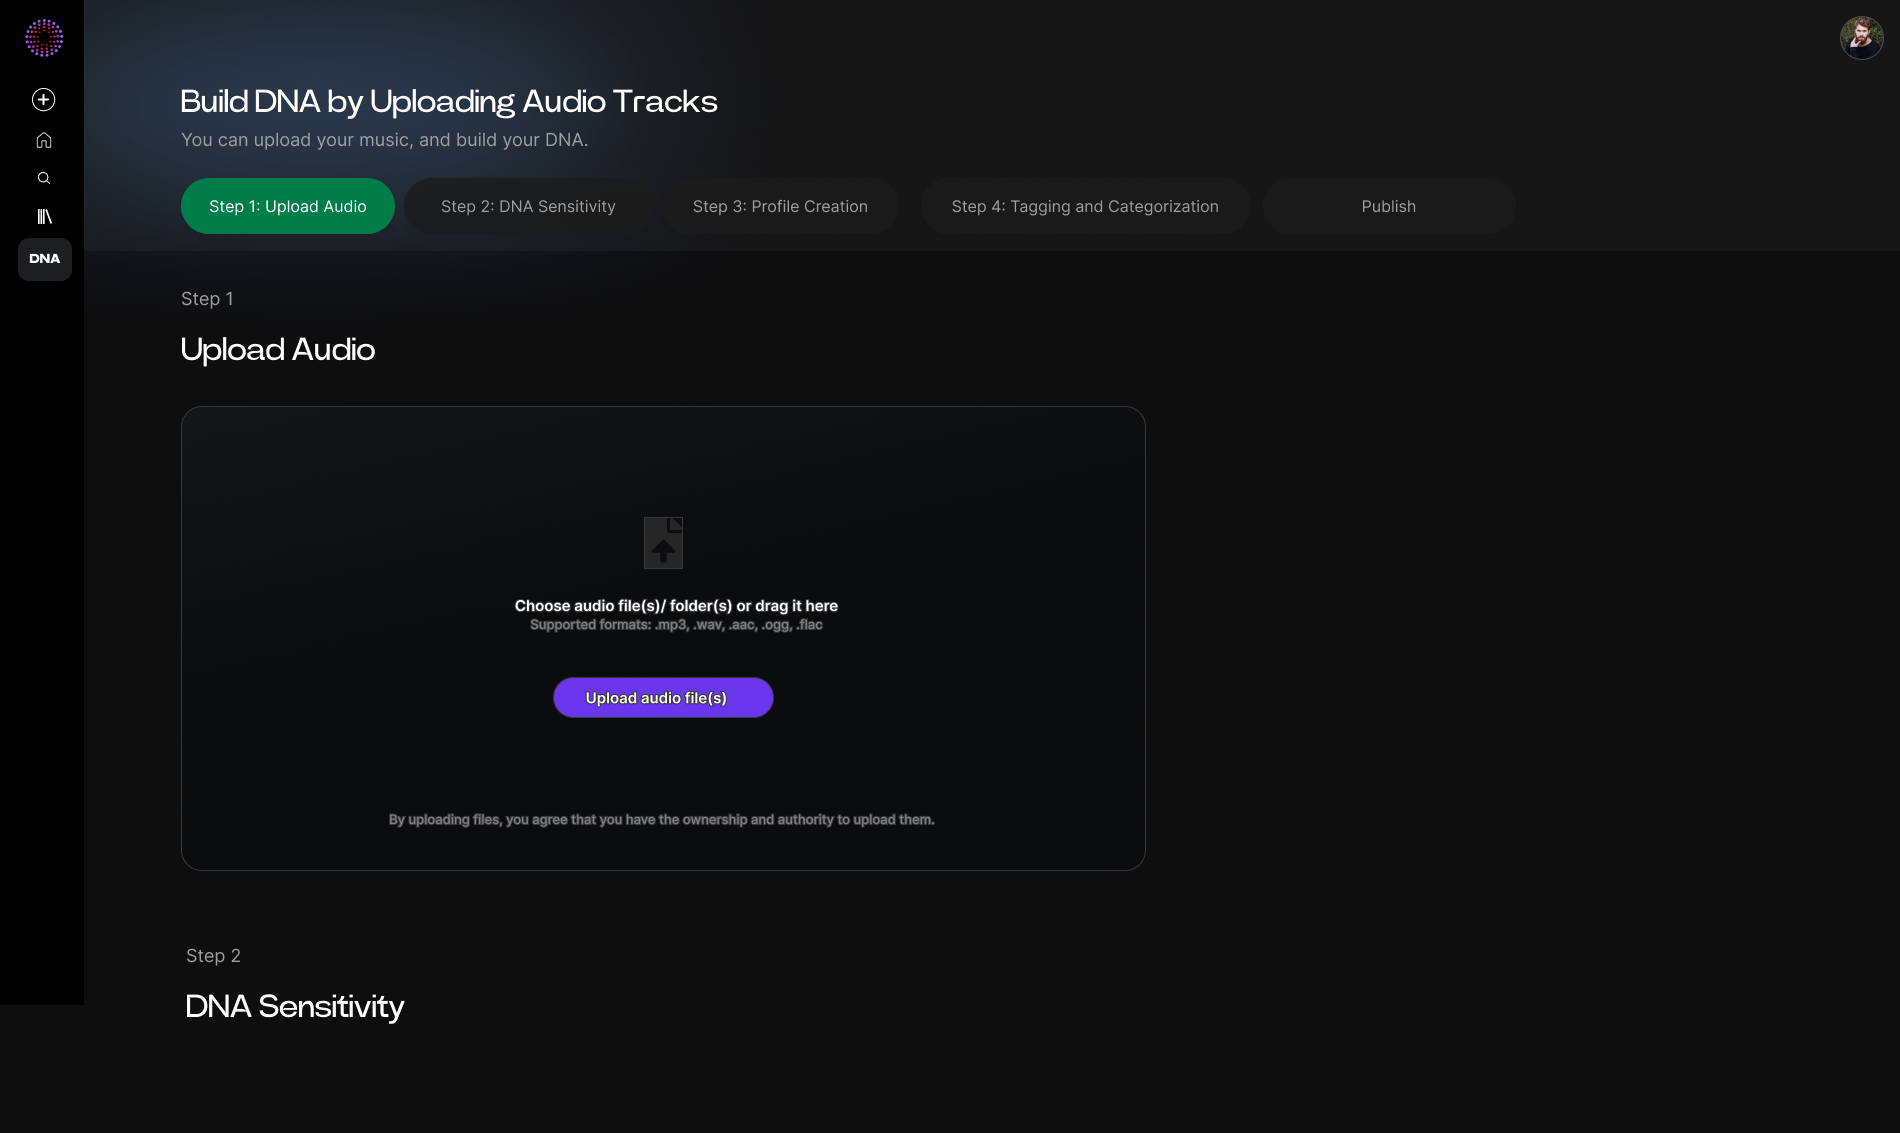 Build DNA by Uploading Audio Tracks
You can upload your music, and build your DNA.
Step 1: Upload Audio
Step 2: DNA Sensitivity
Step 3: Profile Creation
Step 4: Tagging and Categorization
Publish
DNA
Step 1
Upload Audio
Choose audio file(s)/ folder(s) or drag it here
Supported formats: .mp3, .wav, .aac, .ogg, .flac
Upload audio file(s)
By uploading files, you agree that you have the ownership and authority to upload them.
Step 2
DNA Sensitivity